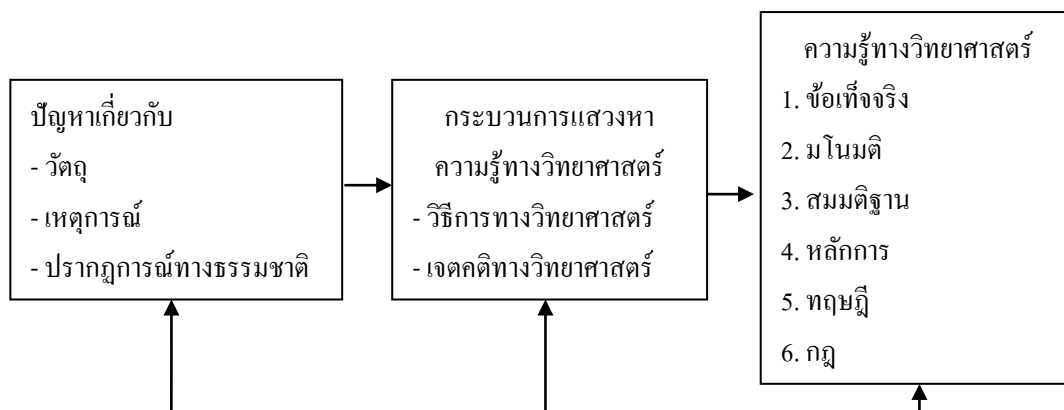 ปัญหาเกี่ยวกับ
- วัตถุ
- เหตุการณ์
- ปรากฏการณ์ทางธรรมชาติ
กระบวนการแสวงหา
ความรู้ทางวิทยาศาสตร์
- วิธีการทางวิทยาศาสตร์
- เจตคติทางวิทยาศาสตร์
ความรู้ทางวิทยาศาสตร์
1. ข้อเท็จจริง
2. มโนมติ
3. สมมติฐาน
4. หลักการ
5. ทฤษฎี
6. กฎ